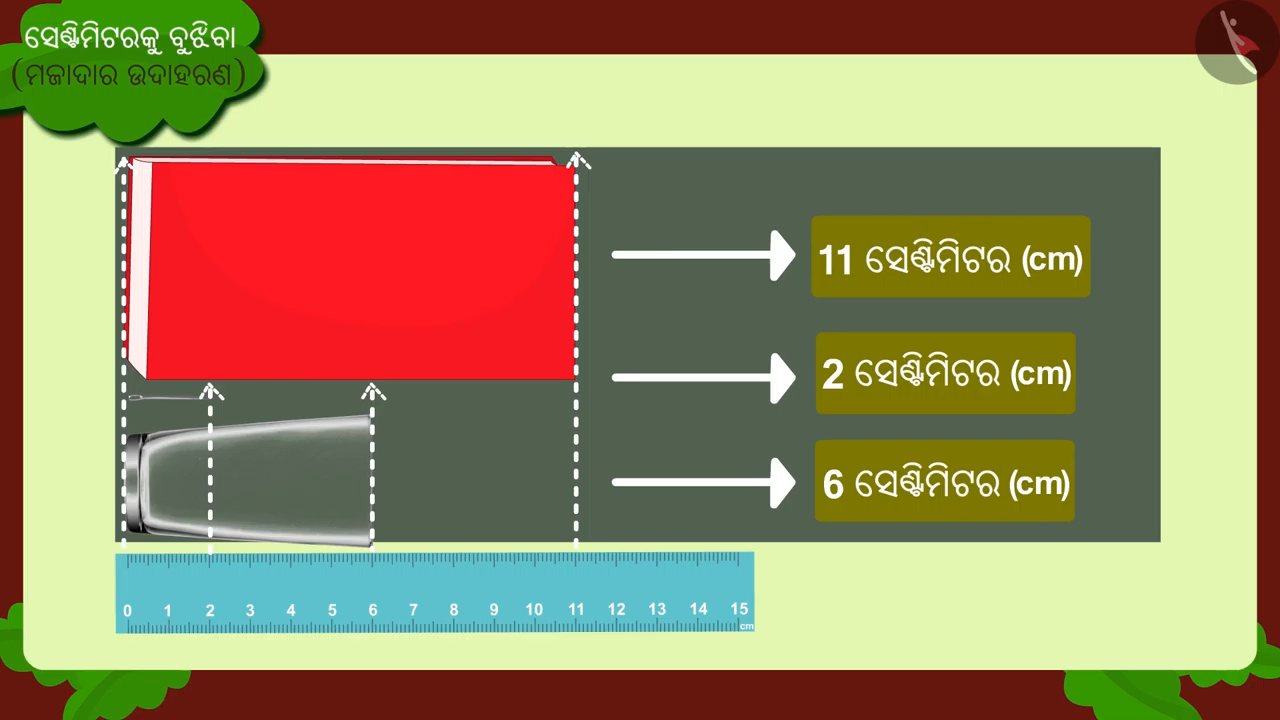 ସେଣ୍ଟିମିଟରକୁ ବୁଝିବା
(ମଜାଦାର ଉଦାହରଣ)
11 ସେଣ୍ଟିମିଟର (cm)
2 ସେଣ୍ଟିମିଟର (cm)
6 ସେଣ୍ଟିମିଟର (cm)
0 1 2 3 4 5 6 7 8 9 10 11 12 13 14 15
cm